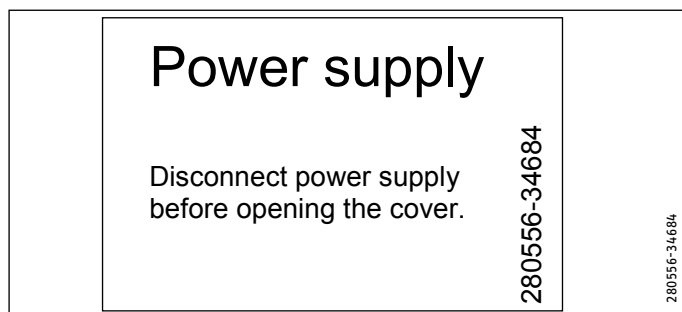 Power supply
Disconnect power supply
before opening the cover.
280556-34684
280556-34684